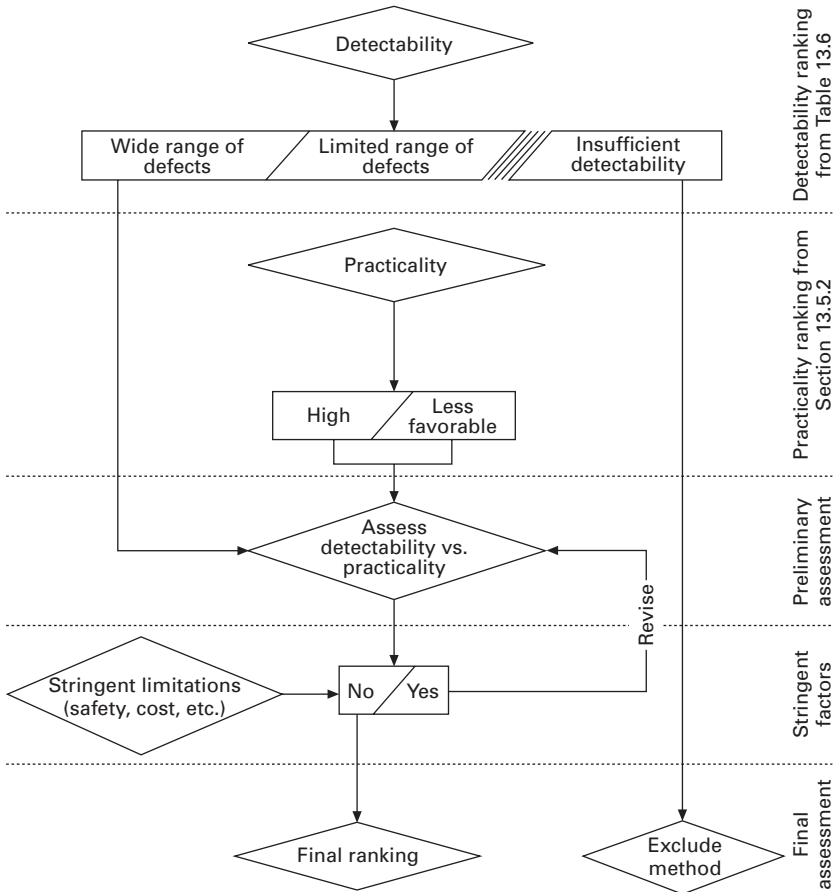 Detectability
Wide range of
defects
Limited range of
defects
Insufficient
detectability
Detectability ranking
from Table 13.6
Practicality
High
Less
favorable
Practicality ranking from
Section 13.5.2
Assess
detectability vs.
practicality
Revise
Preliminary
assessment
Stringent limitations
(safety, cost, etc.)
No
Yes
Stringent
factors
Final ranking
Exclude
method
Final
assessment